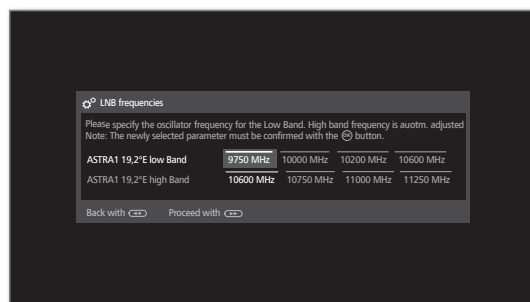 LNB frequencies
Please specify the oscillator frequency for the Low Band. High band frequency is auotm. adjusted
Note: The newly selected parameter must be confirmed with the OK button.
ASTRA1 19,2°E low Band 9750 MHz 10000 MHz 10200 MHz 10600 MHz
ASTRA1 19,2°E high Band 10600 MHz 10750 MHz 11000 MHz 11250 MHz
Back with Proceed with